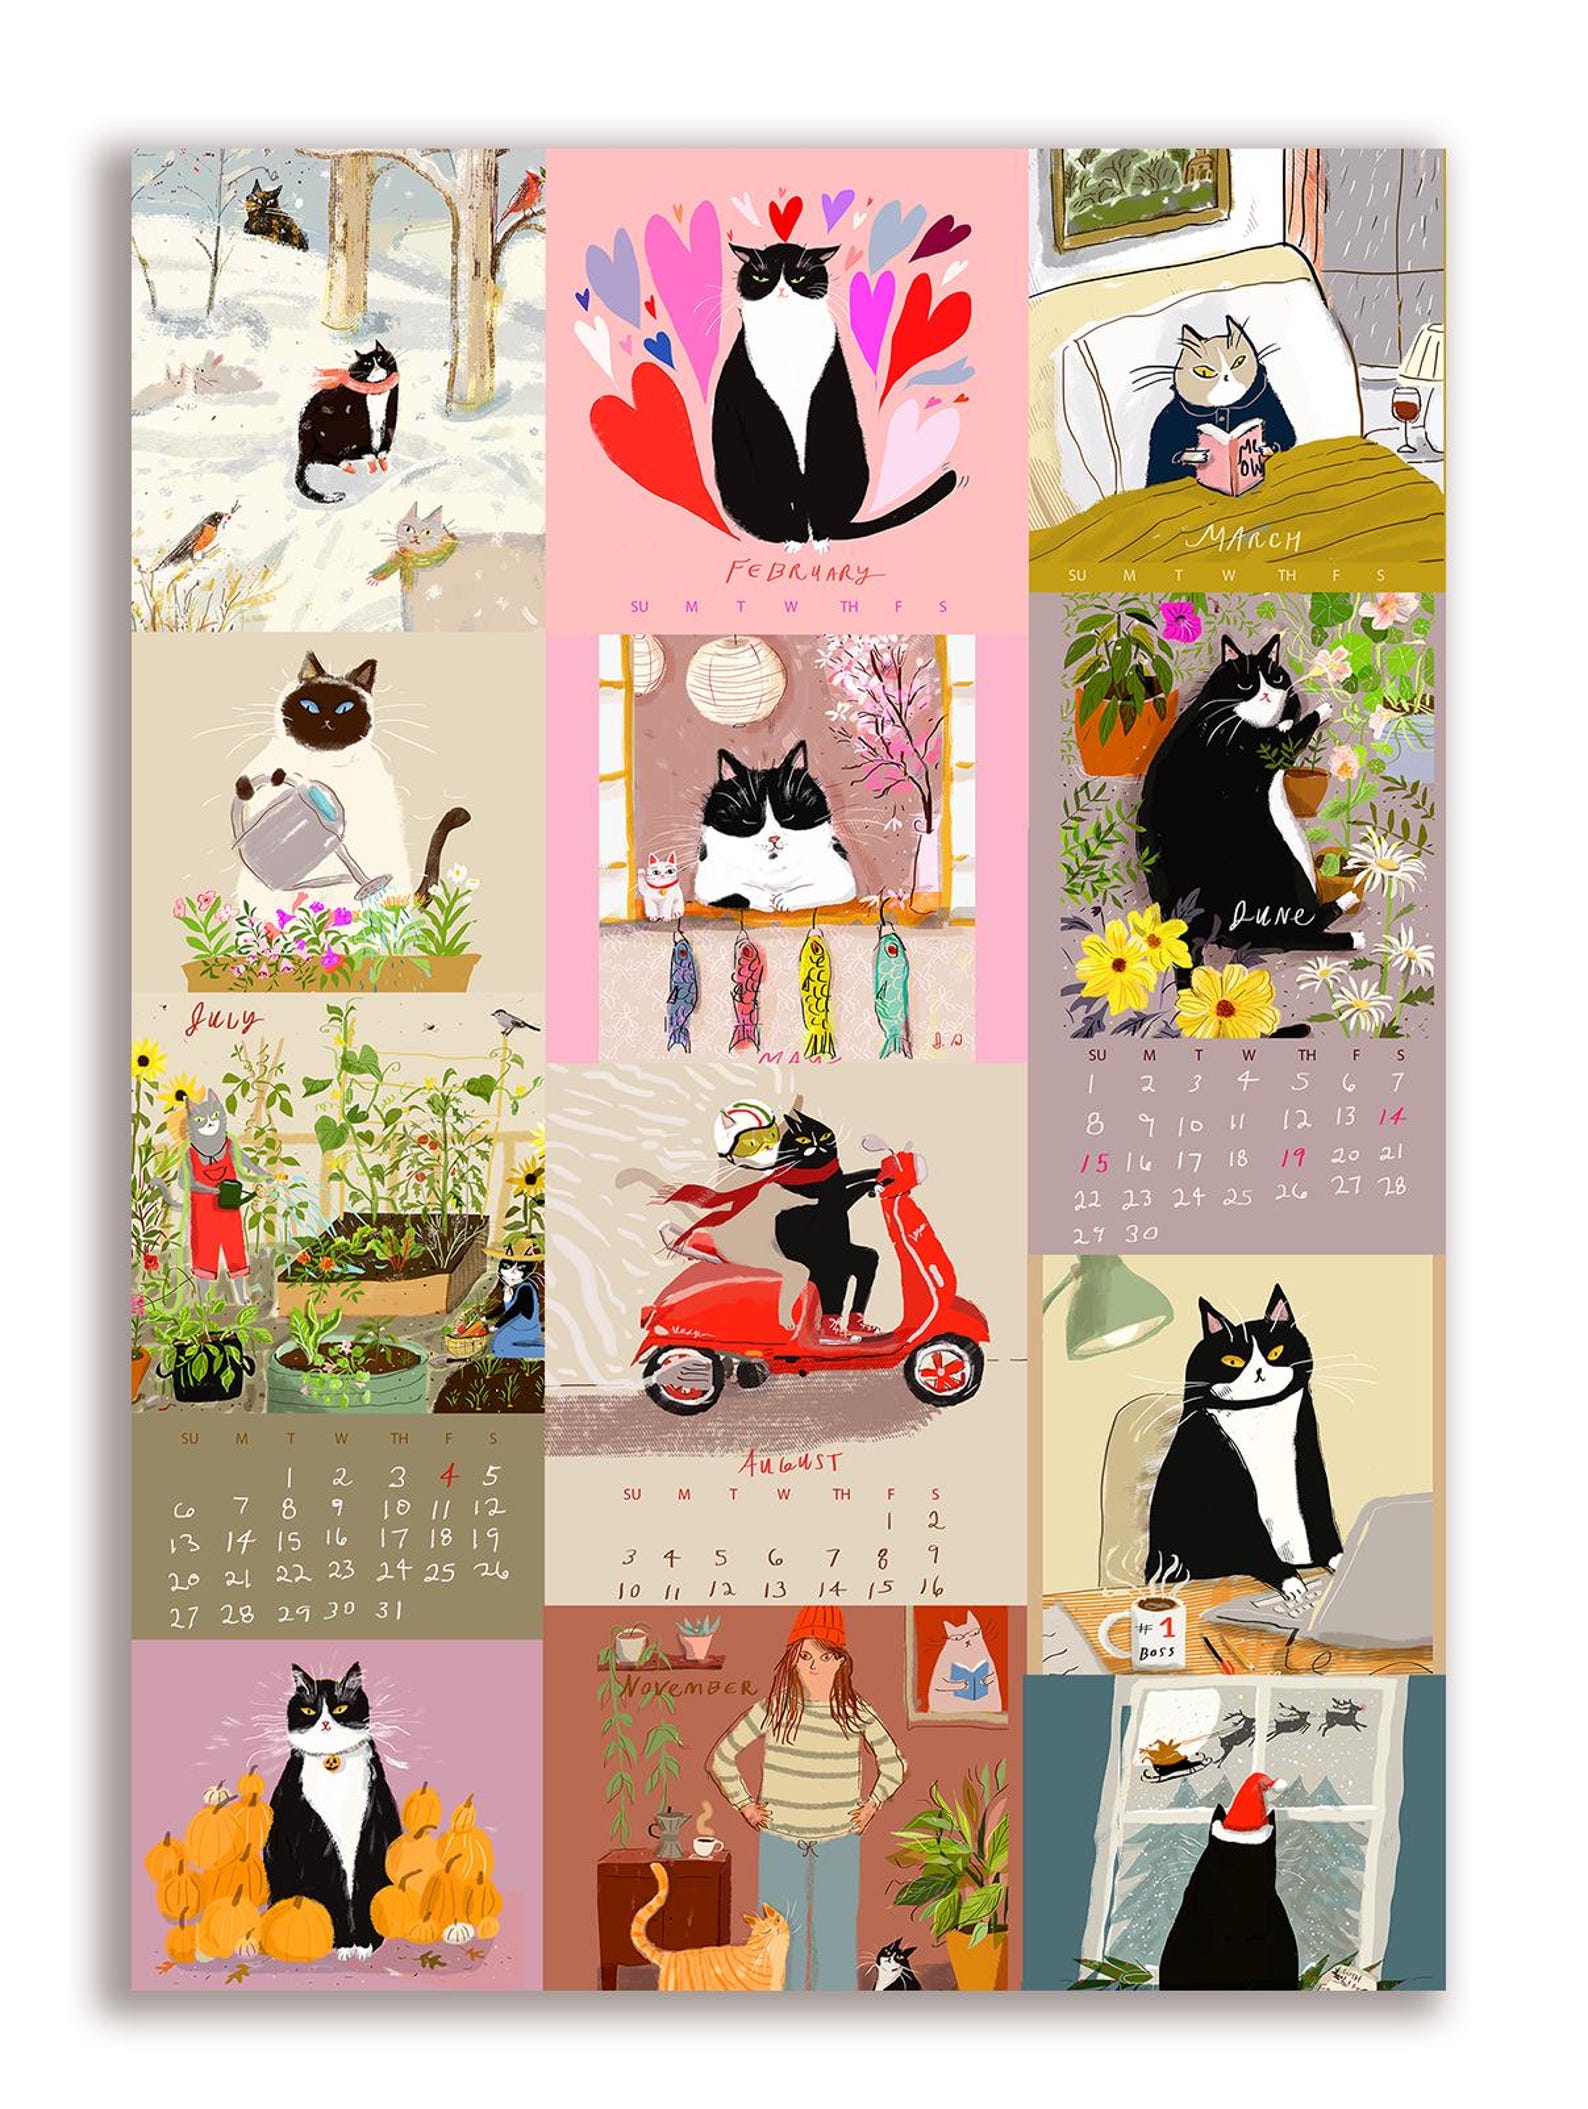 FEBRUARY
SU M T W TH F S
MEOW
MARCH
SU M T W TH F S
MAY
J.D
JUNE
SU M T W TH F S
1 2 3 4 5 6 7
8 9 10 11 12 13 14
15 16 17 18 19 20 21
22 23 24 25 26 27 28
29 30
JULY
SU M T W TH F S
1 2 3 4 5
6 7 8 9 10 11 12
13 14 15 16 17 18 19
20 21 22 23 24 25 26
27 28 29 30 31
Vespa
AUGUST
SU M T W TH F S
1 2
3 4 5 6 7 8 9
10 11 12 13 14 15 16
#1
BOSS
NOVEMBER